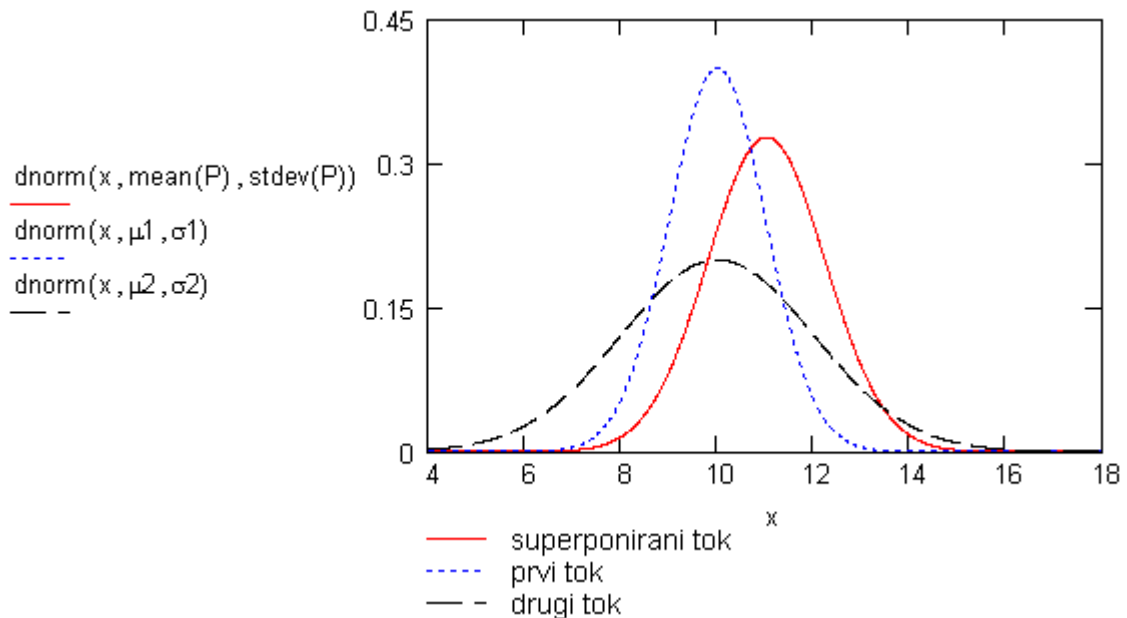 dnorm(x,mean(P),stdev(P))
dnorm(x,μ1,σ1)
dnorm(x,μ2,σ2)
0.45
0.3
0.15
0
4 6 8 10 12 14 16 18
x
superponirani tok
prvi tok
drugi tok